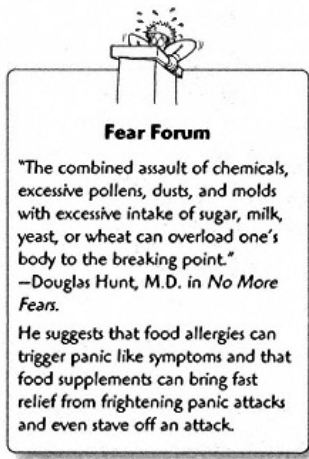 Fear Forum
"The combined assault of chemicals,
excessive pollens, dusts, and molds
with excessive intake of sugar, milk,
yeast, or wheat can overload one's
body to the breaking point."
—Douglas Hunt, M.D. in No More
Fears.
He suggests that food allergies can
trigger panic like symptoms and that
food supplements can bring fast
relief from frightening panic attacks
and even stave off an attack.